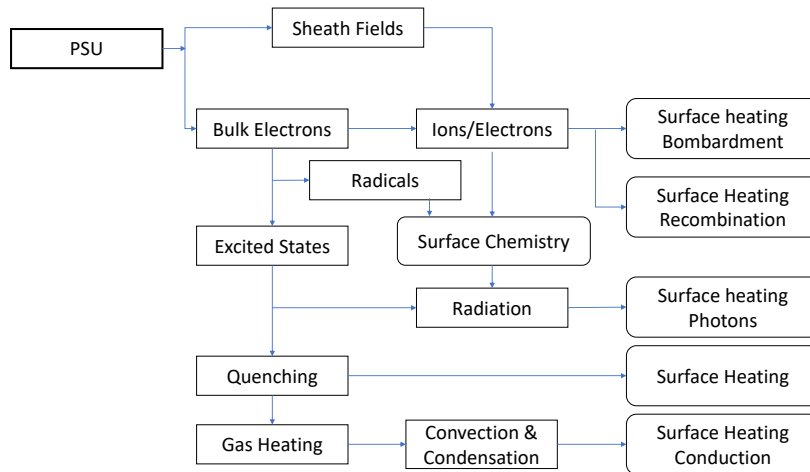 Sheath Fields
PSU
Bulk Electrons
Ions/Electrons
Surface heating
Bombardment
Radicals
Surface Heating
Recombination
Excited States
Surface Chemistry
Radiation
Surface heating
Photons
Quenching
Surface Heating
Gas Heating
Convection &
Condensation
Surface Heating
Conduction